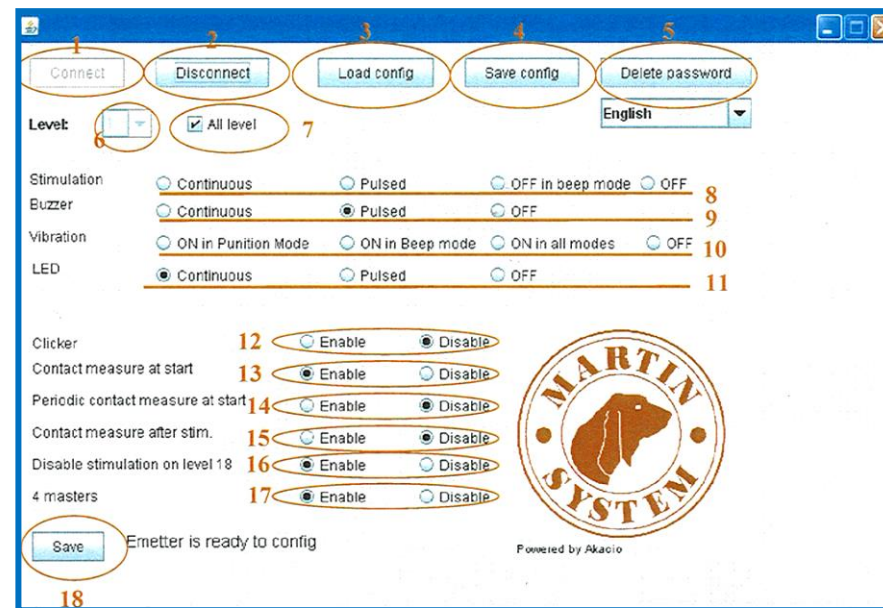 1 2 3 4 5
Connect Disconnect Load config Save config Delete password
English
Level: 6 All level 7
Stimulation Continuous Pulsed OFF in beep mode OFF 8
Buzzer Continuous Pulsed OFF 9
Vibration ON in Punition Mode ON in Beep mode ON in all modes OFF 10
LED Continuous Pulsed OFF 11
Clicker 12 Enable Disable
Contact measure at start 13 Enable Disable
Periodic contact measure at start 14 Enable Disable
Contact measure after stim. 15 Enable Disable
Disable stimulation on level 18 16 Enable Disable
4 masters 17 Enable Disable
MARTIN
SYSTEM
Save Emetter is ready to config
Powered by Akacio
18